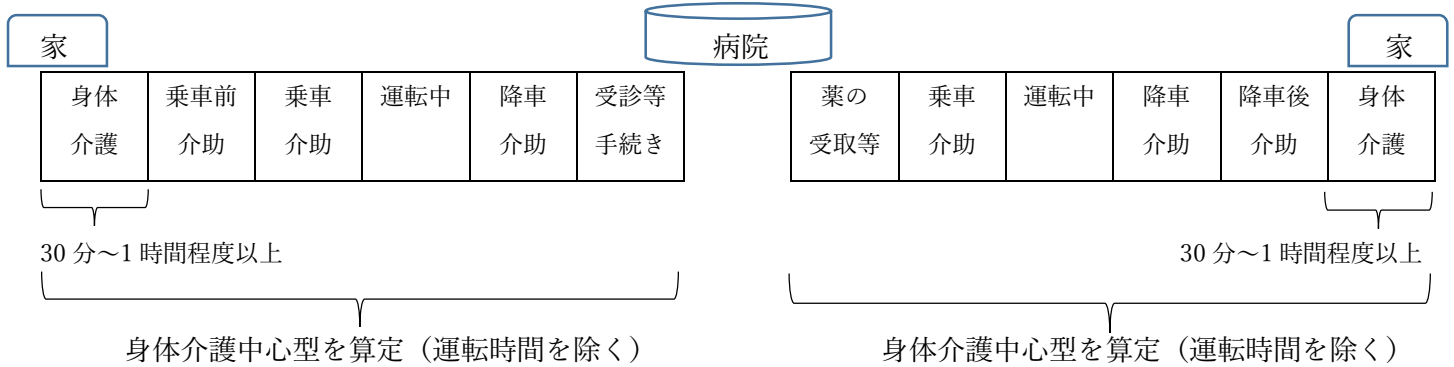 家
病院
家
身体
介護
乗車前
介助
乗車
介助
運転中
降車
介助
受診等
手続き
薬の
受取等
乗車
介助
運転中
降車
介助
降車後
介助
身体
介護
30 分～1 時間程度以上
30 分～1 時間程度以上
身体介護中心型を算定（運転時間を除く）
身体介護中心型を算定（運転時間を除く）